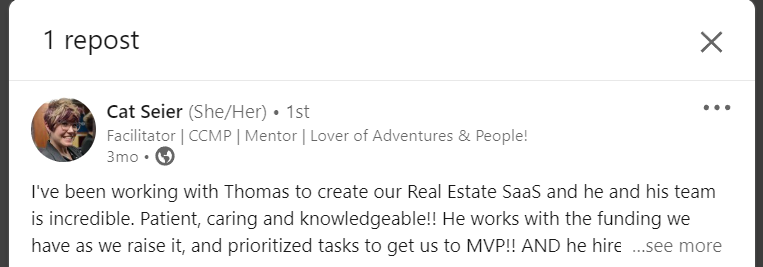 1 repost
Cat Seier (She/Her) • 1st
Facilitator | CCMP | Mentor | Lover of Adventures & People!
3mo •
I've been working with Thomas to create our Real Estate SaaS and he and his team
is incredible. Patient, caring and knowledgeable!! He works with the funding we
have as we raise it, and prioritized tasks to get us to MVP!! AND he hire ...see more